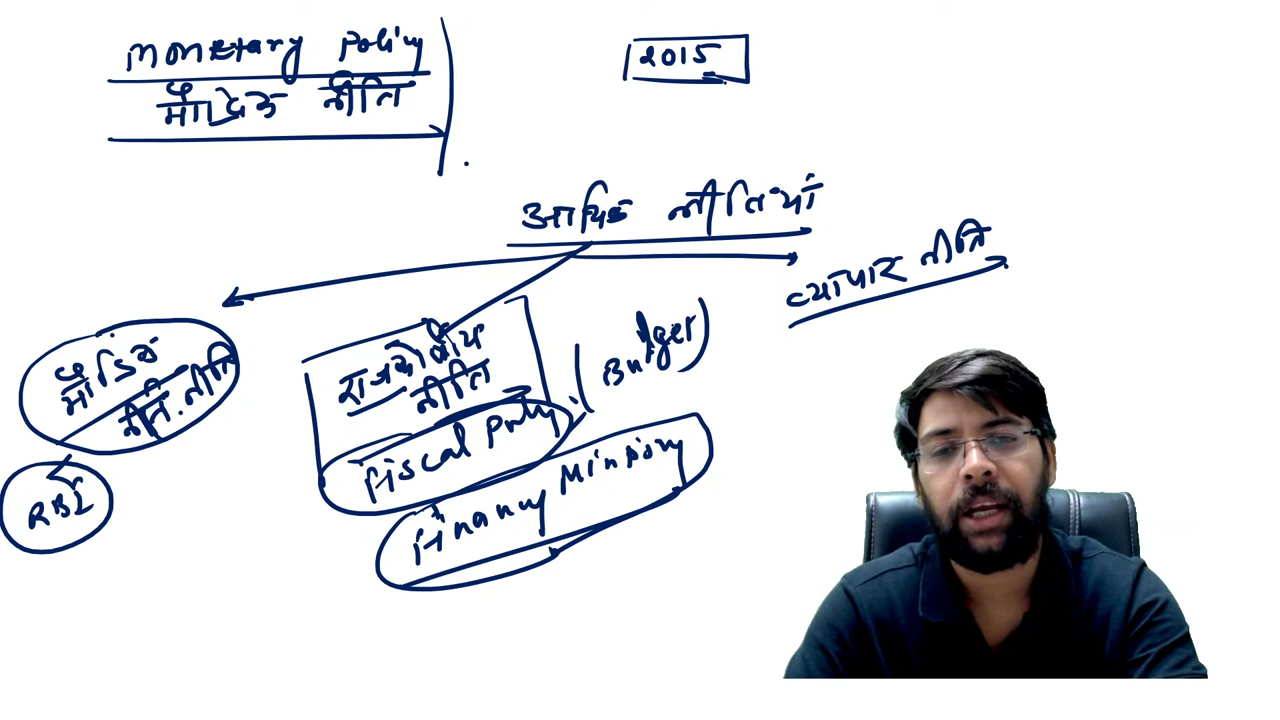 Monetary Policy
मौद्रिक नीति
2015
आर्थिक नीतियां
व्यापार नीति
मौद्रिक
नीति
RBI
राजकोषीय
नीति
(Budget)
Fiscal Policy
Finance Ministry